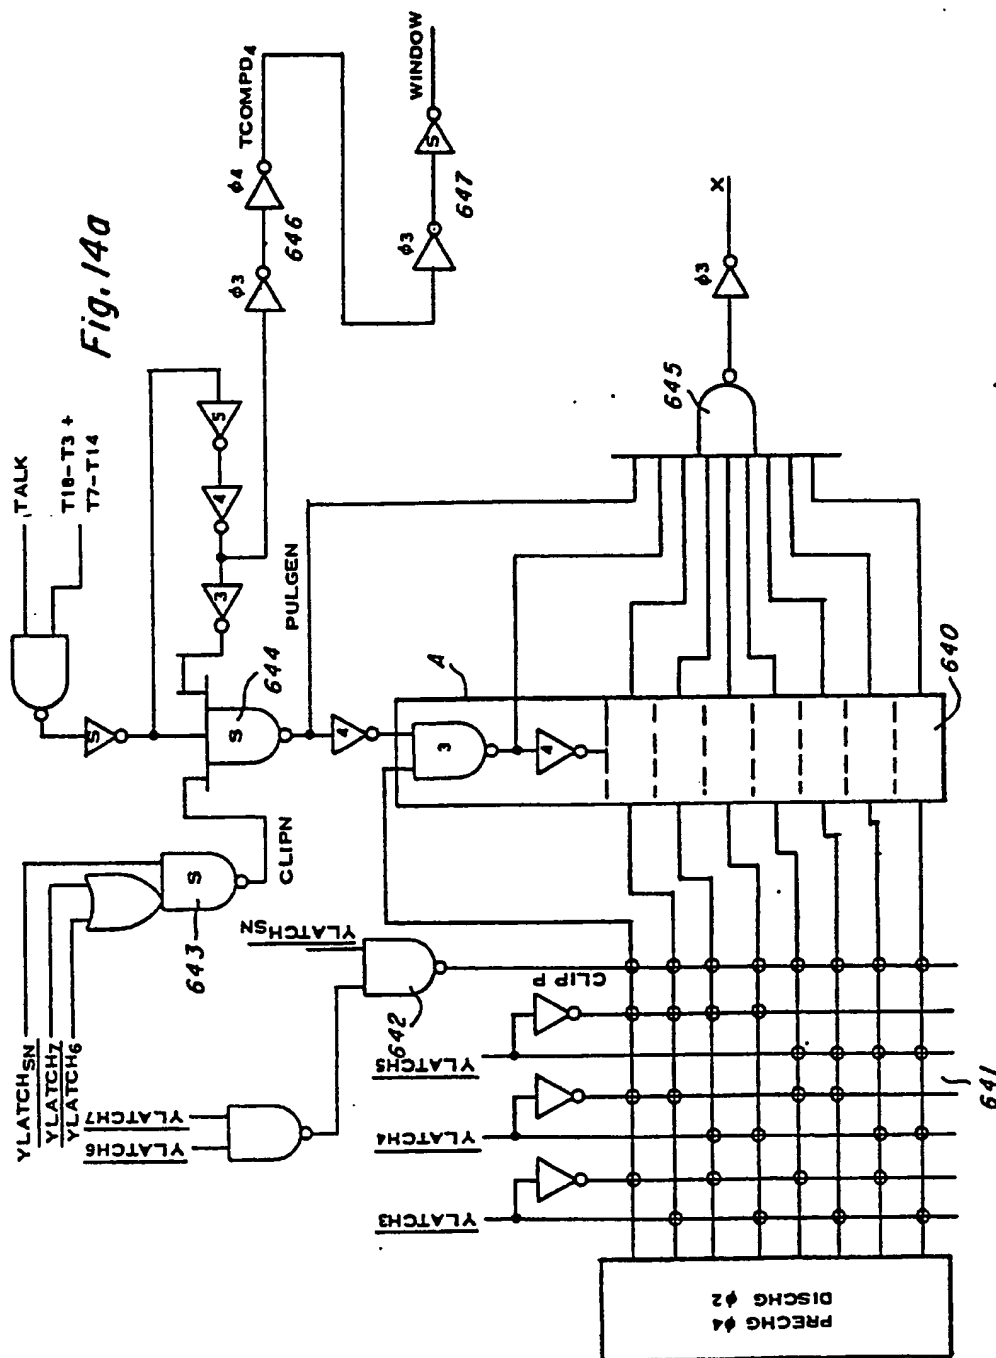 Fig. 14a
TALK
T18-T3 +
T7-T14
S
5
4
3
φ3
φ4
646
TCOMPD4
φ3
647
S
WINDOW
YLATCHSN
YLATCH7
YLATCH6
643
S
CLIPN
S
644
PULGEN
4
A
3
4
640
645
φ3
X
YLATCH6
YLATCH7
YLATCHSN
642
CLIP P
YLATCH5
YLATCH4
YLATCH3
641
PRECHG φ4
DISCHG φ2